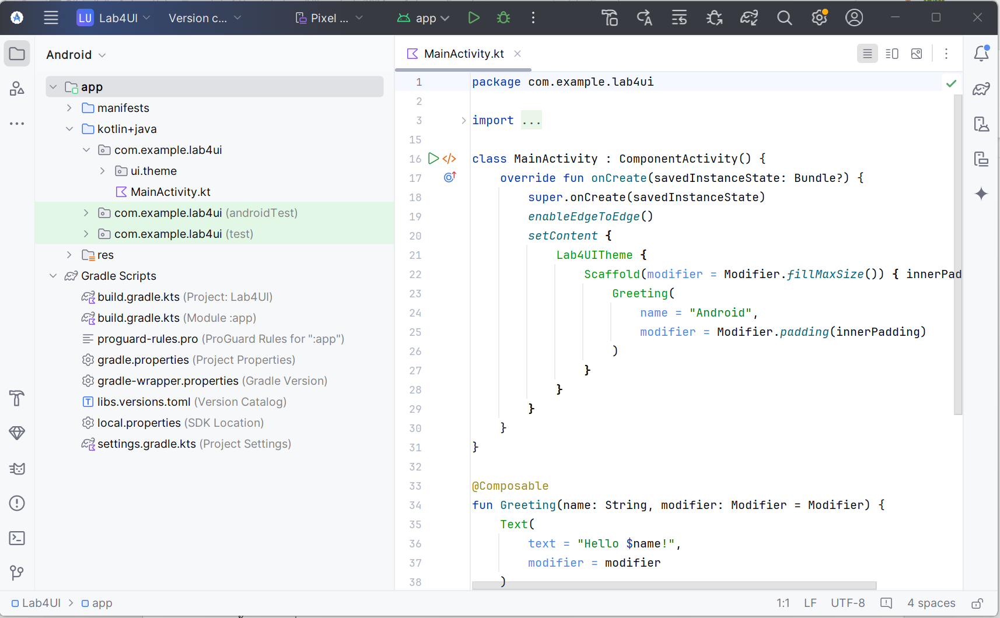 LU Lab4UI Version c... Pixel ... app
Android
app
manifests
kotlin+java
com.example.lab4ui
ui.theme
MainActivity.kt
com.example.lab4ui (androidTest)
com.example.lab4ui (test)
res
Gradle Scripts
build.gradle.kts (Project: Lab4UI)
build.gradle.kts (Module :app)
proguard-rules.pro (ProGuard Rules for ":app")
gradle.properties (Project Properties)
gradle-wrapper.properties (Gradle Version)
libs.versions.toml (Version Catalog)
local.properties (SDK Location)
settings.gradle.kts (Project Settings)
MainActivity.kt
1 package com.example.lab4ui
2
3 import ...
15
16 class MainActivity : ComponentActivity() {
17 override fun onCreate(savedInstanceState: Bundle?) {
18 super.onCreate(savedInstanceState)
19 enableEdgeToEdge()
20 setContent {
21 Lab4UITheme {
22 Scaffold(modifier = Modifier.fillMaxSize()) { innerPad
23 Greeting(
24 name = "Android",
25 modifier = Modifier.padding(innerPadding)
26 )
27 }
28 }
29 }
30 }
31 }
32
33 @Composable
34 fun Greeting(name: String, modifier: Modifier = Modifier) {
35 Text(
36 text = "Hello $name!",
37 modifier = modifier
38 )
Lab4UI > app
1:1 LF UTF-8 4 spaces